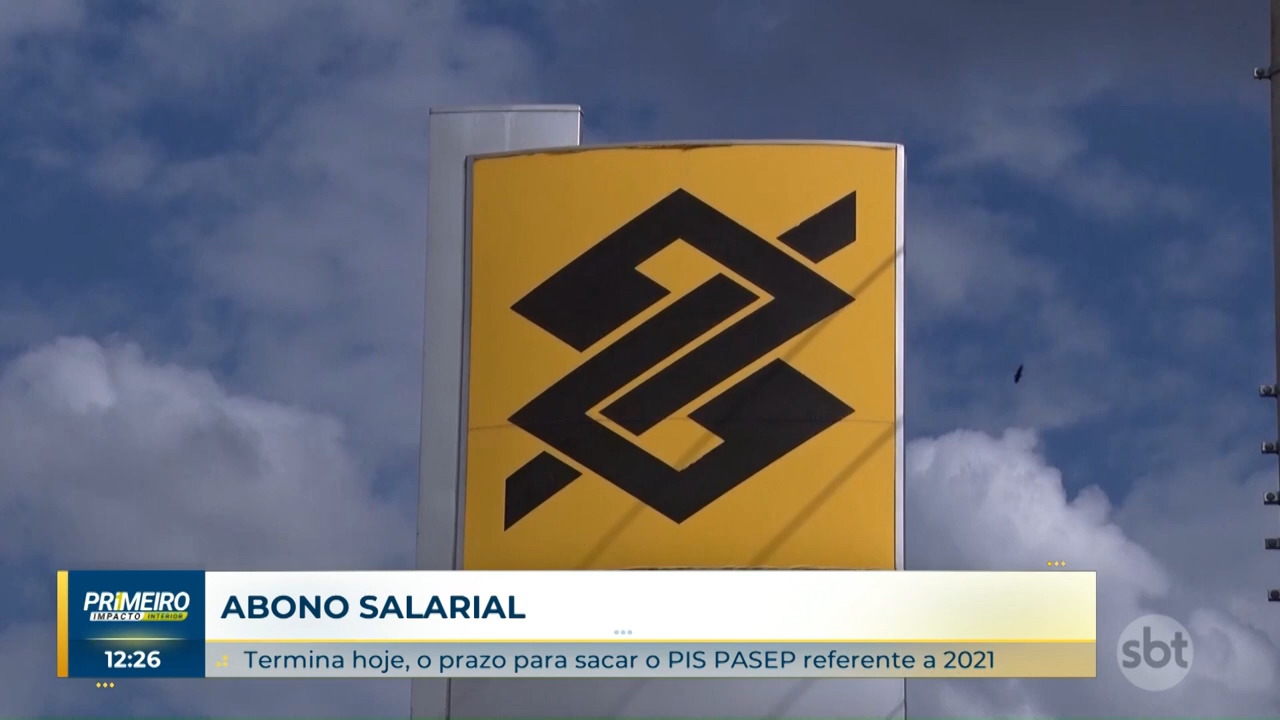 PRIMEIRO
IMPACTO INTERIOR
12:26
ABONO SALARIAL
Termina hoje, o prazo para sacar o PIS PASEP referente a 2021
sbt